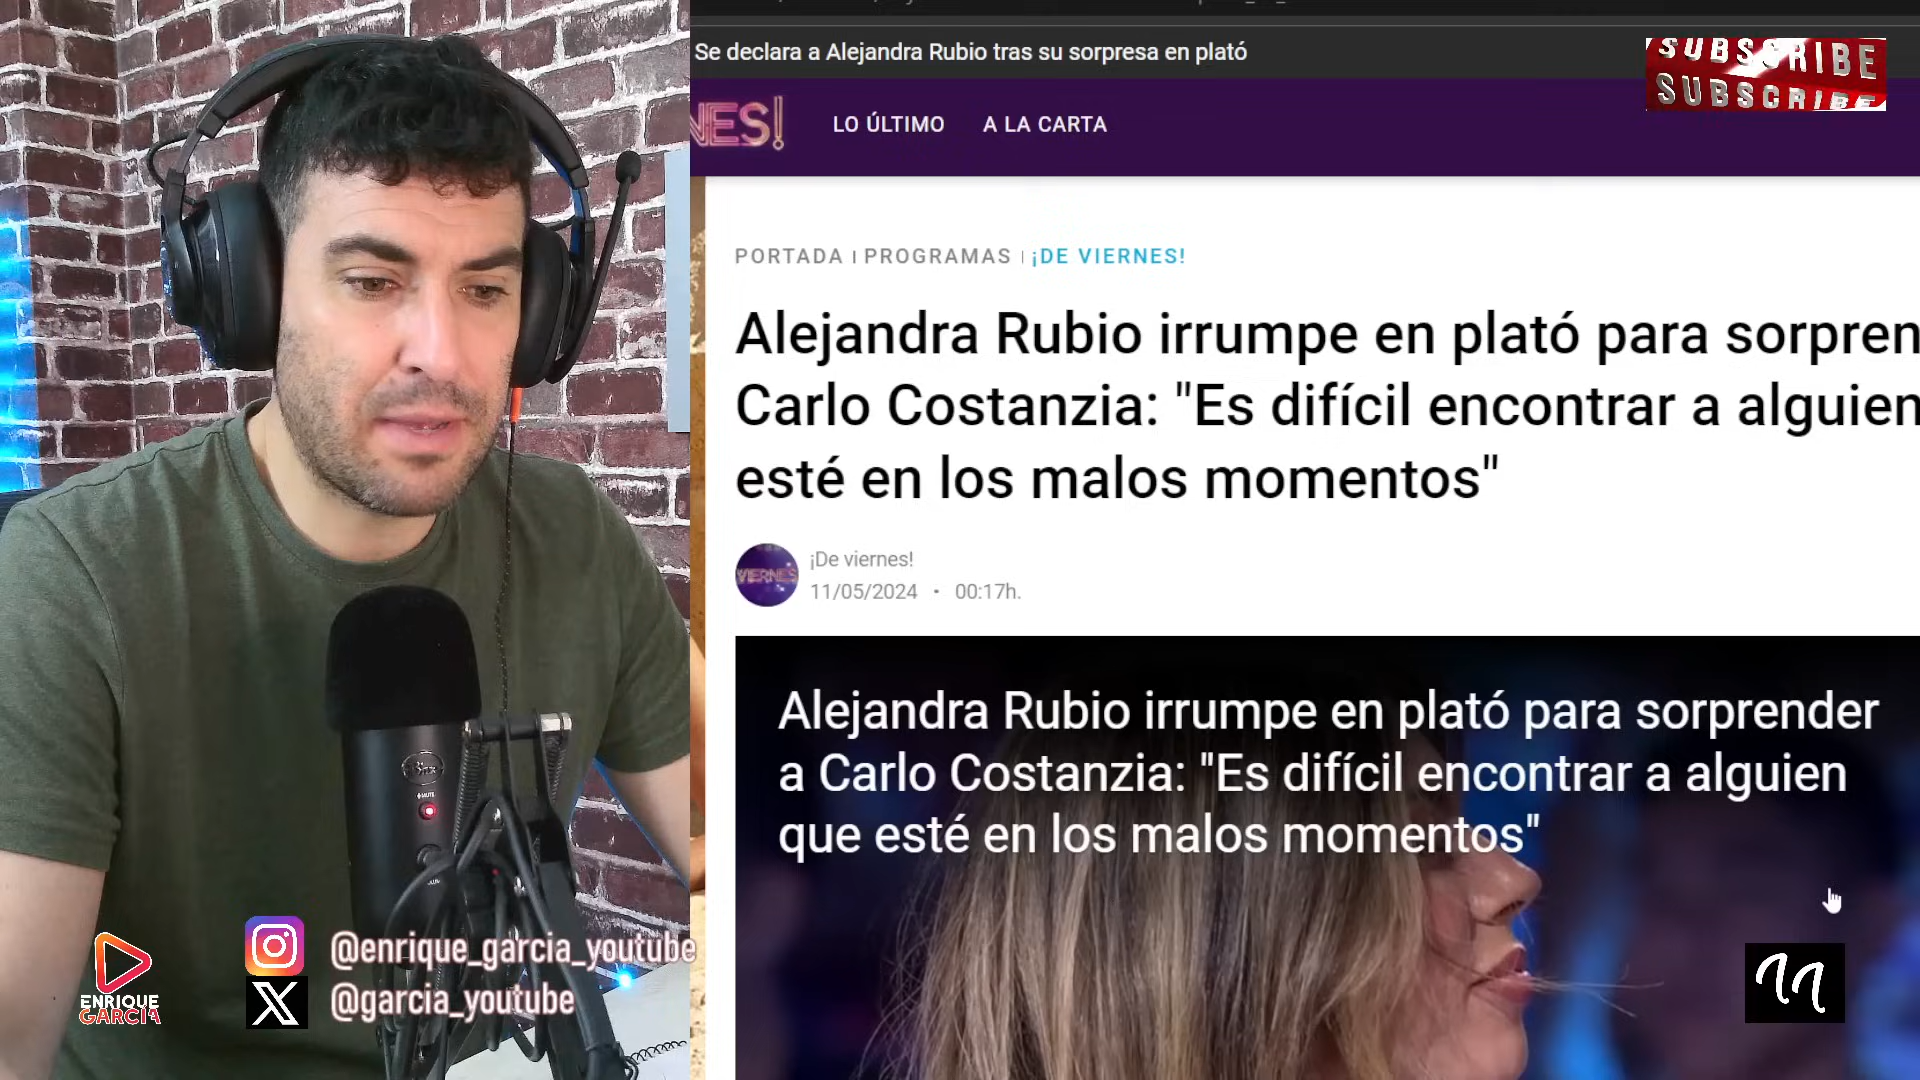 Se declara a Alejandra Rubio tras su sorpresa en plató
SUBSCRIBE
SUBSCRIBE
NES!
LO ÚLTIMO
A LA CARTA
PORTADA | PROGRAMAS | ¡DE VIERNES!
Alejandra Rubio irrumpe en plató para sorpren
Carlo Costanzia: "Es difícil encontrar a alguien
esté en los malos momentos"
VIERNES
¡De viernes!
11/05/2024 • 00:17h.
Alejandra Rubio irrumpe en plató para sorprender
a Carlo Costanzia: "Es difícil encontrar a alguien
que esté en los malos momentos"
MUTE
@enrique_garcia_youtube
@garcia_youtube
ENRIQUE
GARCIA